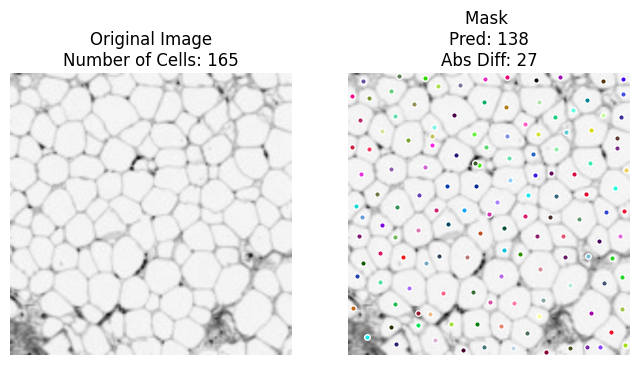 Original Image
Number of Cells: 165
Mask
Pred: 138
Abs Diff: 27